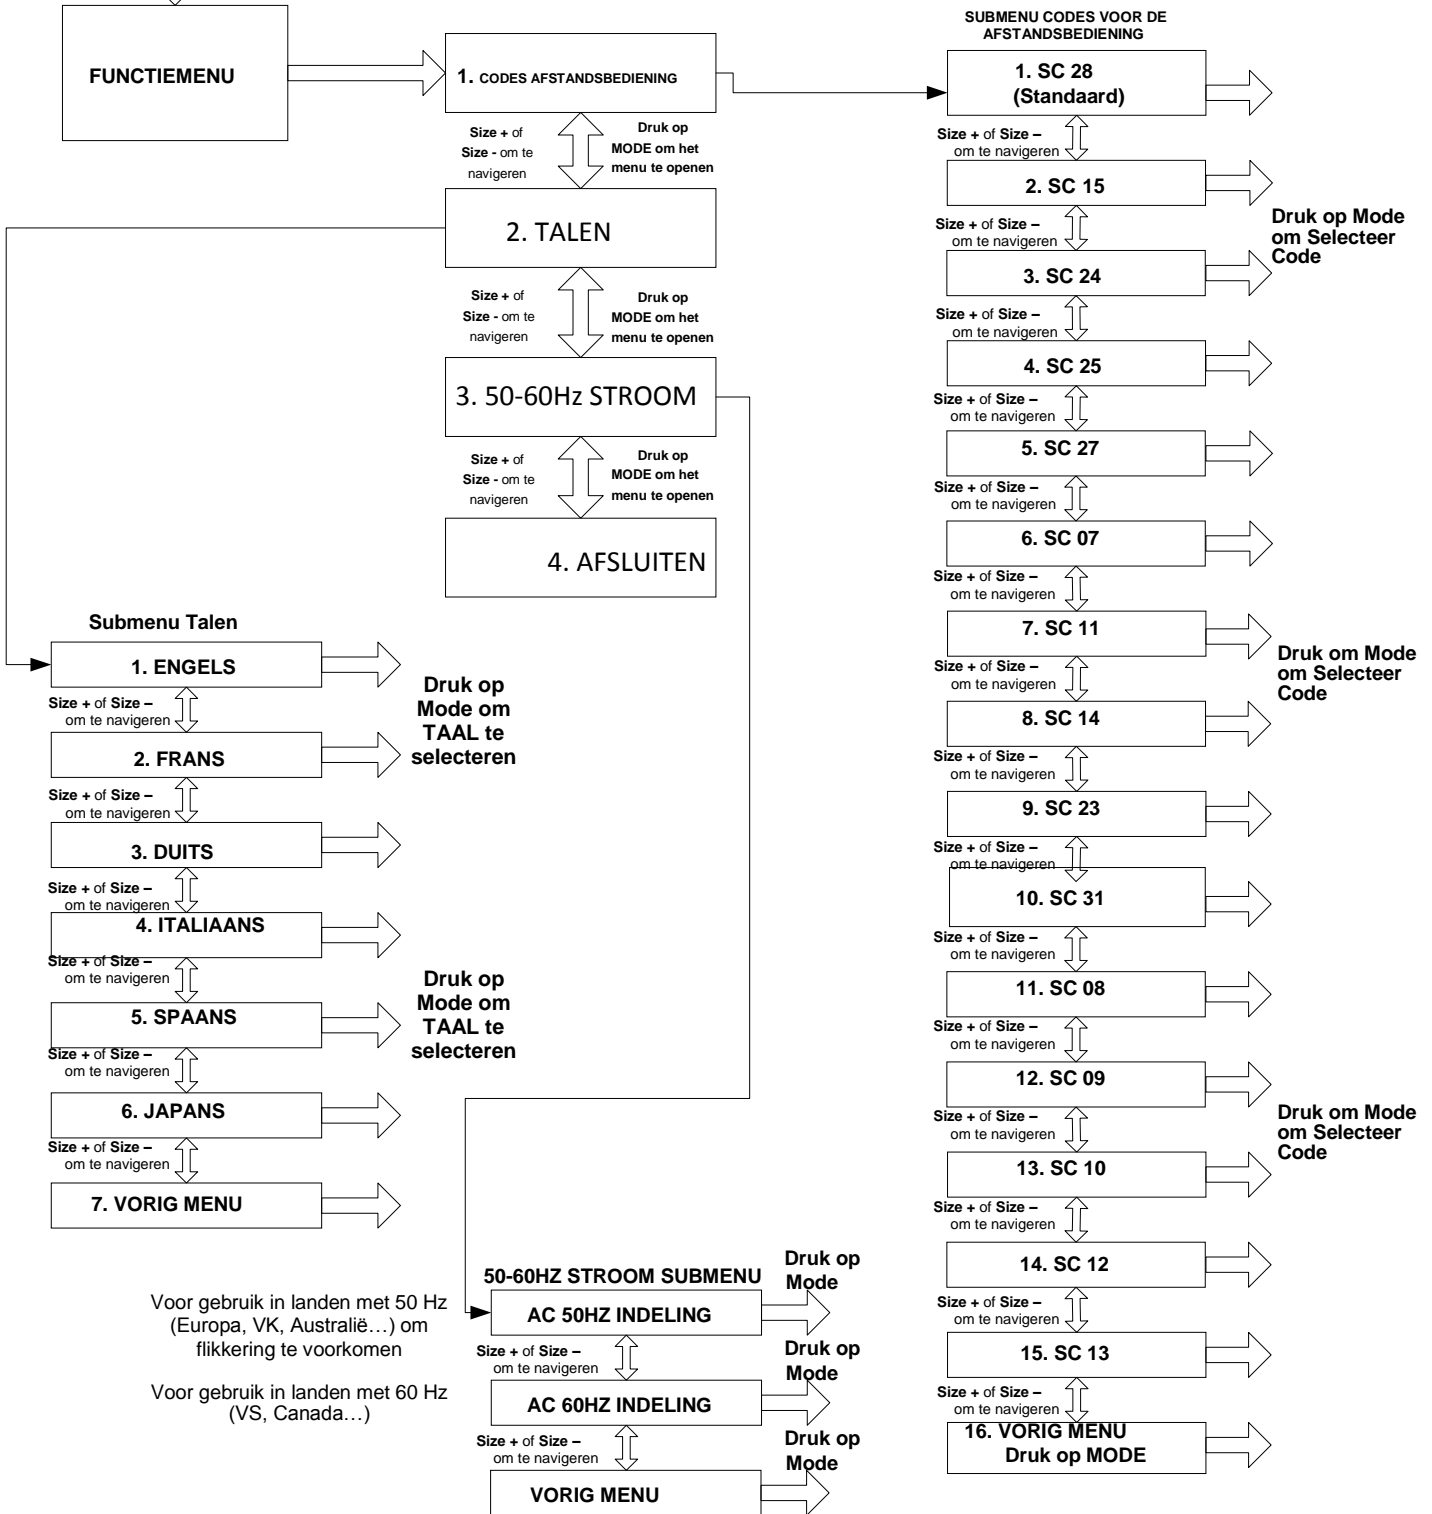 FUNCTIEMENU
1. CODES AFSTANDSBEDIENING
Size + of
Size - om te
navigeren
Druk op
MODE om het
menu te openen
2. TALEN
Size + of
Size - om te
navigeren
Druk op
MODE om het
menu te openen
3. 50-60Hz STROOM
Size + of
Size - om te
navigeren
Druk op
MODE om het
menu te openen
4. AFSLUITEN
Submenu Talen
1. ENGELS
Size + of Size –
om te navigeren
2. FRANS
Size + of Size –
om te navigeren
3. DUITS
Size + of Size –
om te navigeren
4. ITALIAANS
Size + of Size –
om te navigeren
5. SPAANS
Size + of Size –
om te navigeren
6. JAPANS
Size + of Size –
om te navigeren
7. VORIG MENU
Druk op
Mode om
TAAL te
selecteren
Druk op
Mode om
TAAL te
selecteren
Voor gebruik in landen met 50 Hz
(Europa, VK, Australië…) om
flikkering te voorkomen
Voor gebruik in landen met 60 Hz
(VS, Canada…)
50-60HZ STROOM SUBMENU
AC 50HZ INDELING
Size + of Size –
om te navigeren
AC 60HZ INDELING
Size + of Size –
om te navigeren
VORIG MENU
Druk op
Mode
Druk op
Mode
Druk op
Mode
SUBMENU CODES VOOR DE
AFSTANDSBEDIENING
1. SC 28
(Standaard)
Size + of Size –
om te navigeren
2. SC 15
Size + of Size –
om te navigeren
3. SC 24
Size + of Size –
om te navigeren
4. SC 25
Size + of Size –
om te navigeren
5. SC 27
Size + of Size –
om te navigeren
6. SC 07
Size + of Size –
om te navigeren
7. SC 11
Size + of Size –
om te navigeren
8. SC 14
Size + of Size –
om te navigeren
9. SC 23
Size + of Size –
om te navigeren
10. SC 31
Size + of Size –
om te navigeren
11. SC 08
Size + of Size –
om te navigeren
12. SC 09
Size + of Size –
om te navigeren
13. SC 10
Size + of Size –
om te navigeren
14. SC 12
Size + of Size –
om te navigeren
15. SC 13
Size + of Size –
om te navigeren
16. VORIG MENU
Druk op MODE
Druk op Mode
om Selecteer
Code
Druk om Mode
om Selecteer
Code
Druk om Mode
om Selecteer
Code